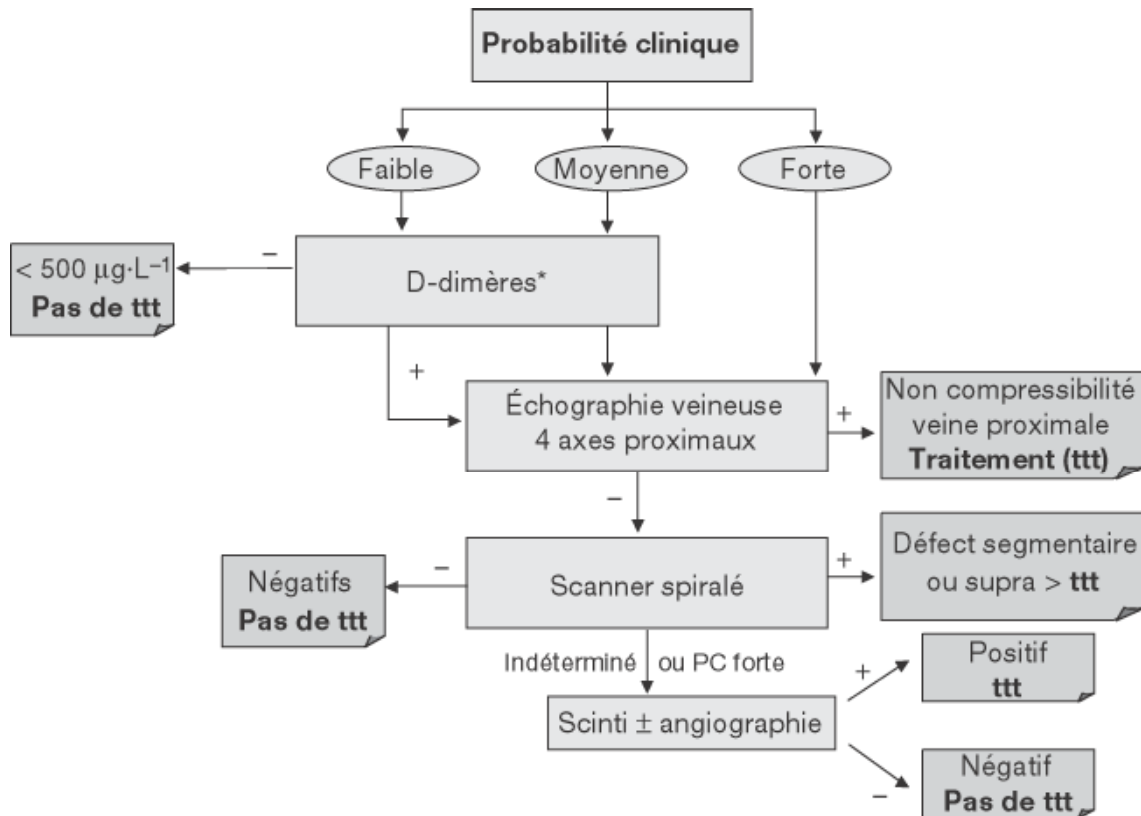 Probabilité clinique
Faible
Moyenne
Forte
< 500 µg·L⁻¹
Pas de ttt
–
D-dimères*
+
Échographie veineuse
4 axes proximaux
+
Non compressibilité
veine proximale
Traitement (ttt)
–
Négatifs
Pas de ttt
–
Scanner spiralé
+
Défect segmentaire
ou supra > ttt
Indéterminé ou PC forte
Scinti ± angiographie
+
Positif
ttt
–
Négatif
Pas de ttt